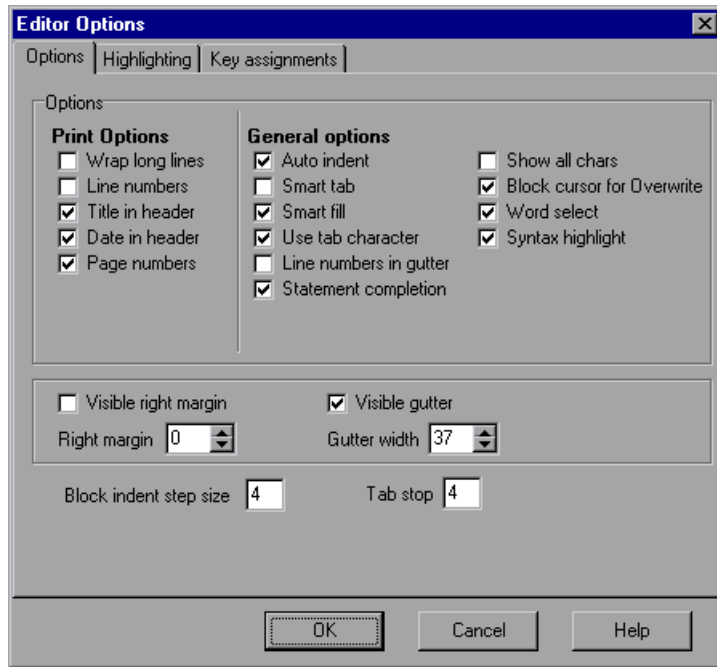 Editor Options
Options Highlighting Key assignments
Options
Print Options
Wrap long lines
Line numbers
Title in header
Date in header
Page numbers
General options
Auto indent
Smart tab
Smart fill
Use tab character
Line numbers in gutter
Statement completion
Show all chars
Block cursor for Overwrite
Word select
Syntax highlight
Visible right margin
Right margin 0
Visible gutter
Gutter width 37
Block indent step size 4
Tab stop 4
OK Cancel Help